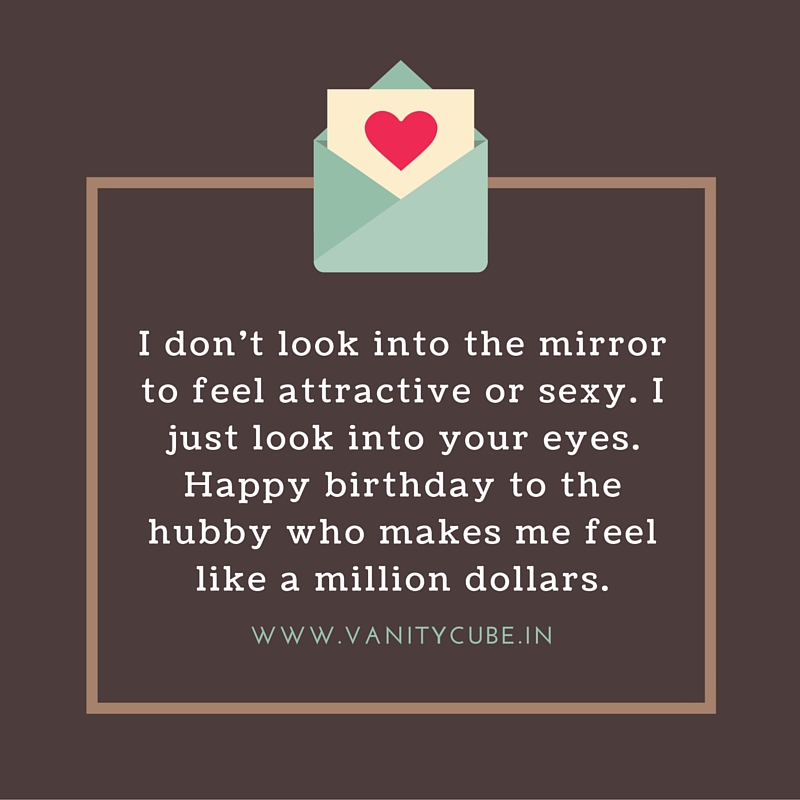 I don’t look into the mirror
to feel attractive or sexy. I
just look into your eyes.
Happy birthday to the
hubby who makes me feel
like a million dollars.
WWW.VANITYCUBE.IN